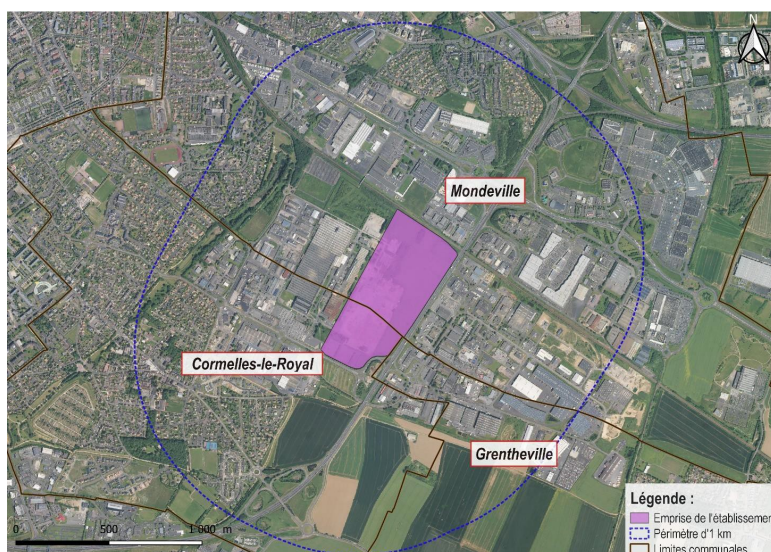 N
Mondeville
Cormelles-le-Royal
Grentheville
Légende :
Emprise de l'établissemen
Périmètre d'1 km
Limites communales
0 500 1 000 m